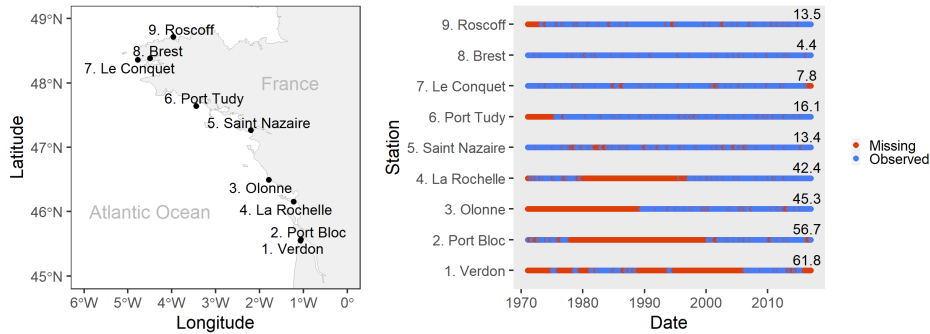 49°N
48°N
47°N
46°N
45°N
Latitude
9. Roscoff
8. Brest
7. Le Conquet
France
6. Port Tudy
5. Saint Nazaire
3. Olonne
4. La Rochelle
Atlantic Ocean
2. Port Bloc
1. Verdon
6°W 5°W 4°W 3°W 2°W 1°W 0°
Longitude
Station
9. Roscoff 13.5
8. Brest 4.4
7. Le Conquet 7.8
6. Port Tudy 16.1
5. Saint Nazaire 13.4
4. La Rochelle 42.4
3. Olonne 45.3
2. Port Bloc 56.7
1. Verdon 61.8
1970 1980 1990 2000 2010
Date
Missing
Observed